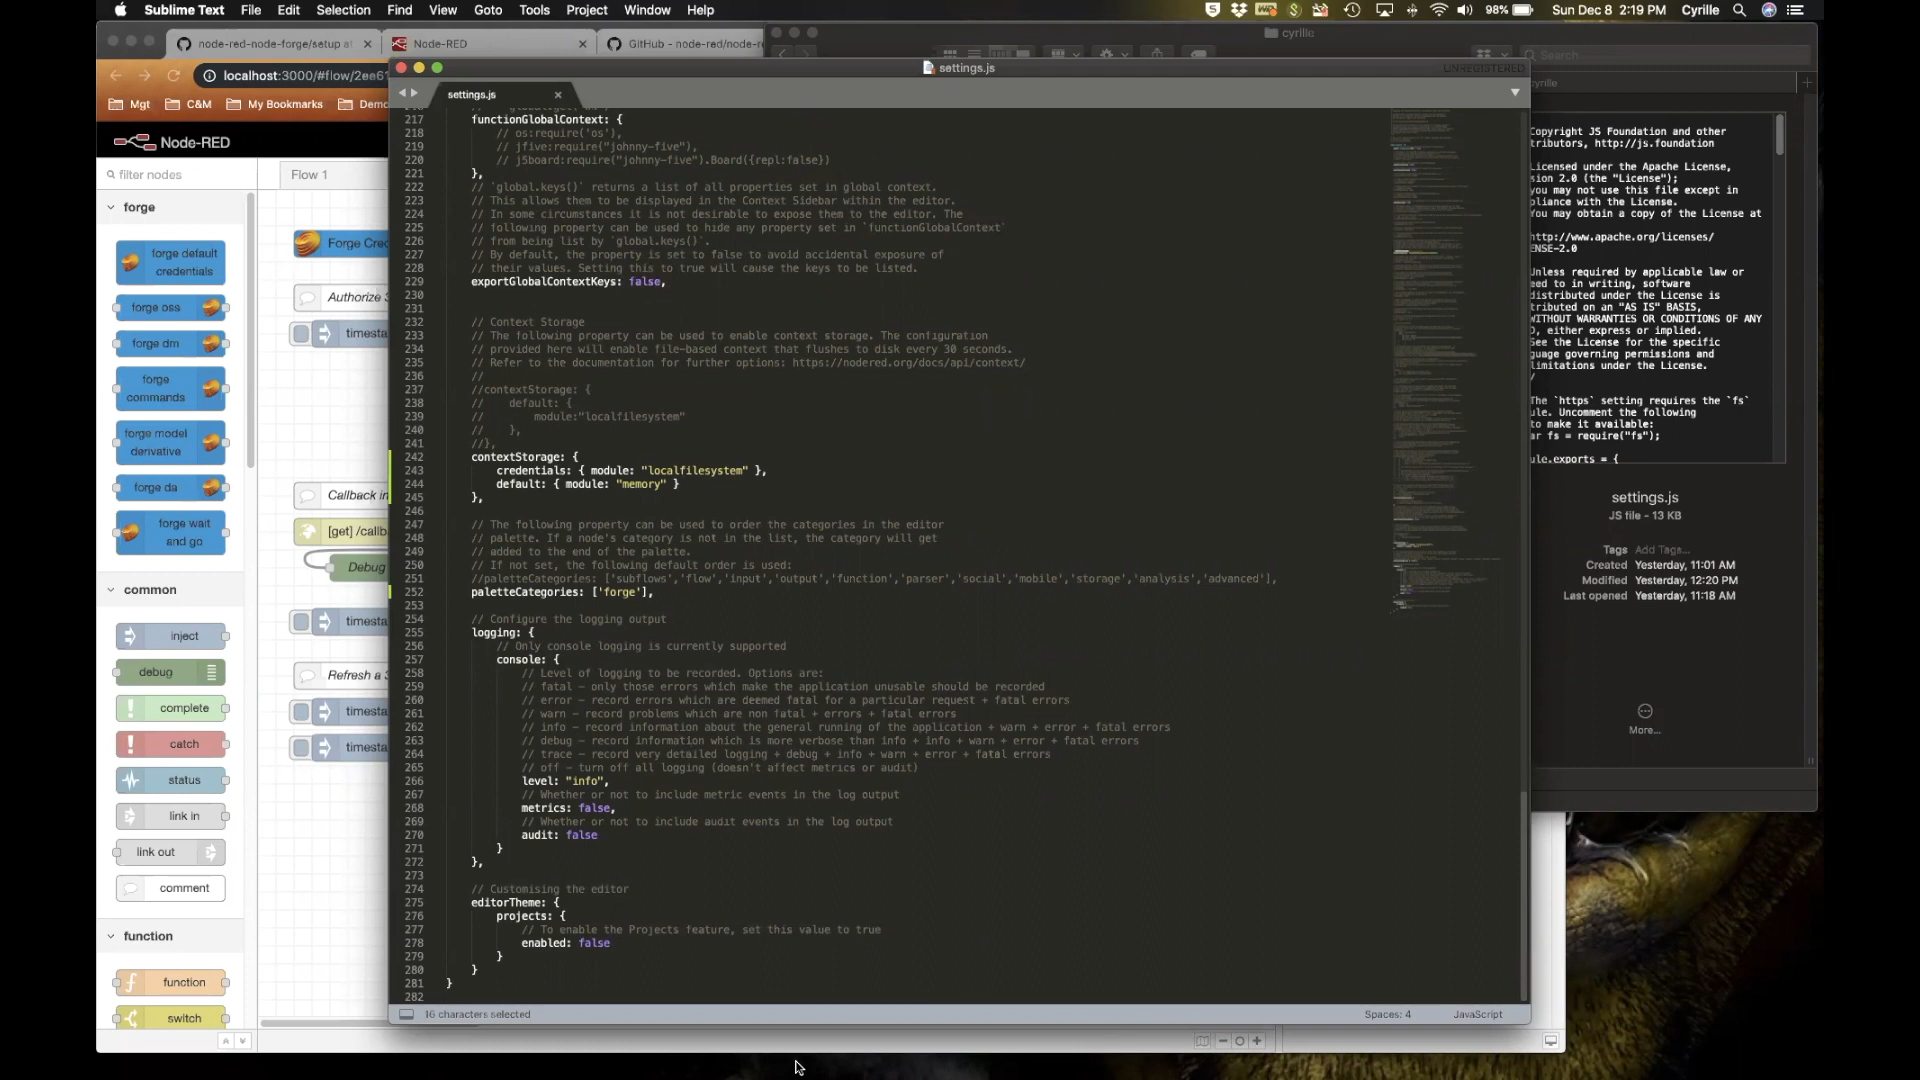 Sublime Text File Edit Selection Find View Goto Tools Project Window Help
98% Sun Dec 8 2:19 PM Cyrille
node-red-node-forge/setup at
Node-RED
GitHub - node-red/node-re
cyrille
Search
localhost:3000/#flow/2ee6
Mgt C&M My Bookmarks Demo
Node-RED
filter nodes
Flow 1
forge
forge default
credentials
forge oss
forge dm
forge
commands
forge model
derivative
forge da
forge wait
and go
common
inject
debug
complete
catch
status
link in
link out
comment
function
function
switch
Forge Cre
Authorize
timesta
Callback in
[get] /callb
Debug
timesta
Refresh a
timesta
timesta
settings.js
UNREGISTERED
settings.js
217 functionGlobalContext: {
218 // os:require('os'),
219 // jfive:require("johnny-five"),
220 // j5board:require("johnny-five").Board({repl:false})
221 },
222 // `global.keys()` returns a list of all properties set in global context.
223 // This allows them to be displayed in the Context Sidebar within the editor.
224 // In some circumstances it is not desirable to expose them to the editor. The
225 // following property can be used to hide any property set in `functionGlobalContext`
226 // from being list by `global.keys()`.
227 // By default, the property is set to false to avoid accidental exposure of
228 // their values. Setting this to true will cause the keys to be listed.
229 exportGlobalContextKeys: false,
230
231
232 // Context Storage
233 // The following property can be used to enable context storage. The configuration
234 // provided here will enable file-based context that flushes to disk every 30 seconds.
235 // Refer to the documentation for further options: https://nodered.org/docs/api/context/
236 //
237 //contextStorage: {
238 // default: {
239 // module:"localfilesystem"
240 // },
241 //},
242 contextStorage: {
243 credentials: { module: "localfilesystem" },
244 default: { module: "memory" }
245 },
246
247 // The following property can be used to order the categories in the editor
248 // palette. If a node's category is not in the list, the category will get
249 // added to the end of the palette.
250 // If not set, the following default order is used:
251 //paletteCategories: ['subflows','flow','input','output','function','parser','social','mobile','storage','analysis','advanced'],
252 paletteCategories: ['forge'],
253
254 // Configure the logging output
255 logging: {
256 // Only console logging is currently supported
257 console: {
258 // Level of logging to be recorded. Options are:
259 // fatal - only those errors which make the application unusable should be recorded
260 // error - record errors which are deemed fatal for a particular request + fatal errors
261 // warn - record problems which are non fatal + errors + fatal errors
262 // info - record information about the general running of the application + warn + error + fatal errors
263 // debug - record information which is more verbose than info + info + warn + error + fatal errors
264 // trace - record very detailed logging + debug + info + warn + error + fatal errors
265 // off - turn off all logging (doesn't affect metrics or audit)
266 level: "info",
267 // Whether or not to include metric events in the log output
268 metrics: false,
269 // Whether or not to include audit events in the log output
270 audit: false
271 }
272 },
273
274 // Customising the editor
275 editorTheme: {
276 projects: {
277 // To enable the Projects feature, set this value to true
278 enabled: false
279 }
280 }
281 }
282
16 characters selected
Spaces: 4
JavaScript
cyrille
Copyright JS Foundation and other
tributors, http://js.foundation
Licensed under the Apache License,
sion 2.0 (the "License");
you may not use this file except in
pliance with the License.
You may obtain a copy of the License at
http://www.apache.org/licenses/
ENSE-2.0
Unless required by applicable law or
eed to in writing, software
distributed under the License is
tributed on an "AS IS" BASIS,
WITHOUT WARRANTIES OR CONDITIONS OF ANY
D, either express or implied.
See the License for the specific
guage governing permissions and
limitations under the License.
/
The `https` setting requires the `fs`
ule. Uncomment the following
to make it available:
ar fs = require("fs");
ule.exports = {
settings.js
JS file - 13 KB
Tags Add Tags...
Created Yesterday, 11:01 AM
Modified Yesterday, 12:20 PM
Last opened Yesterday, 11:18 AM
More...